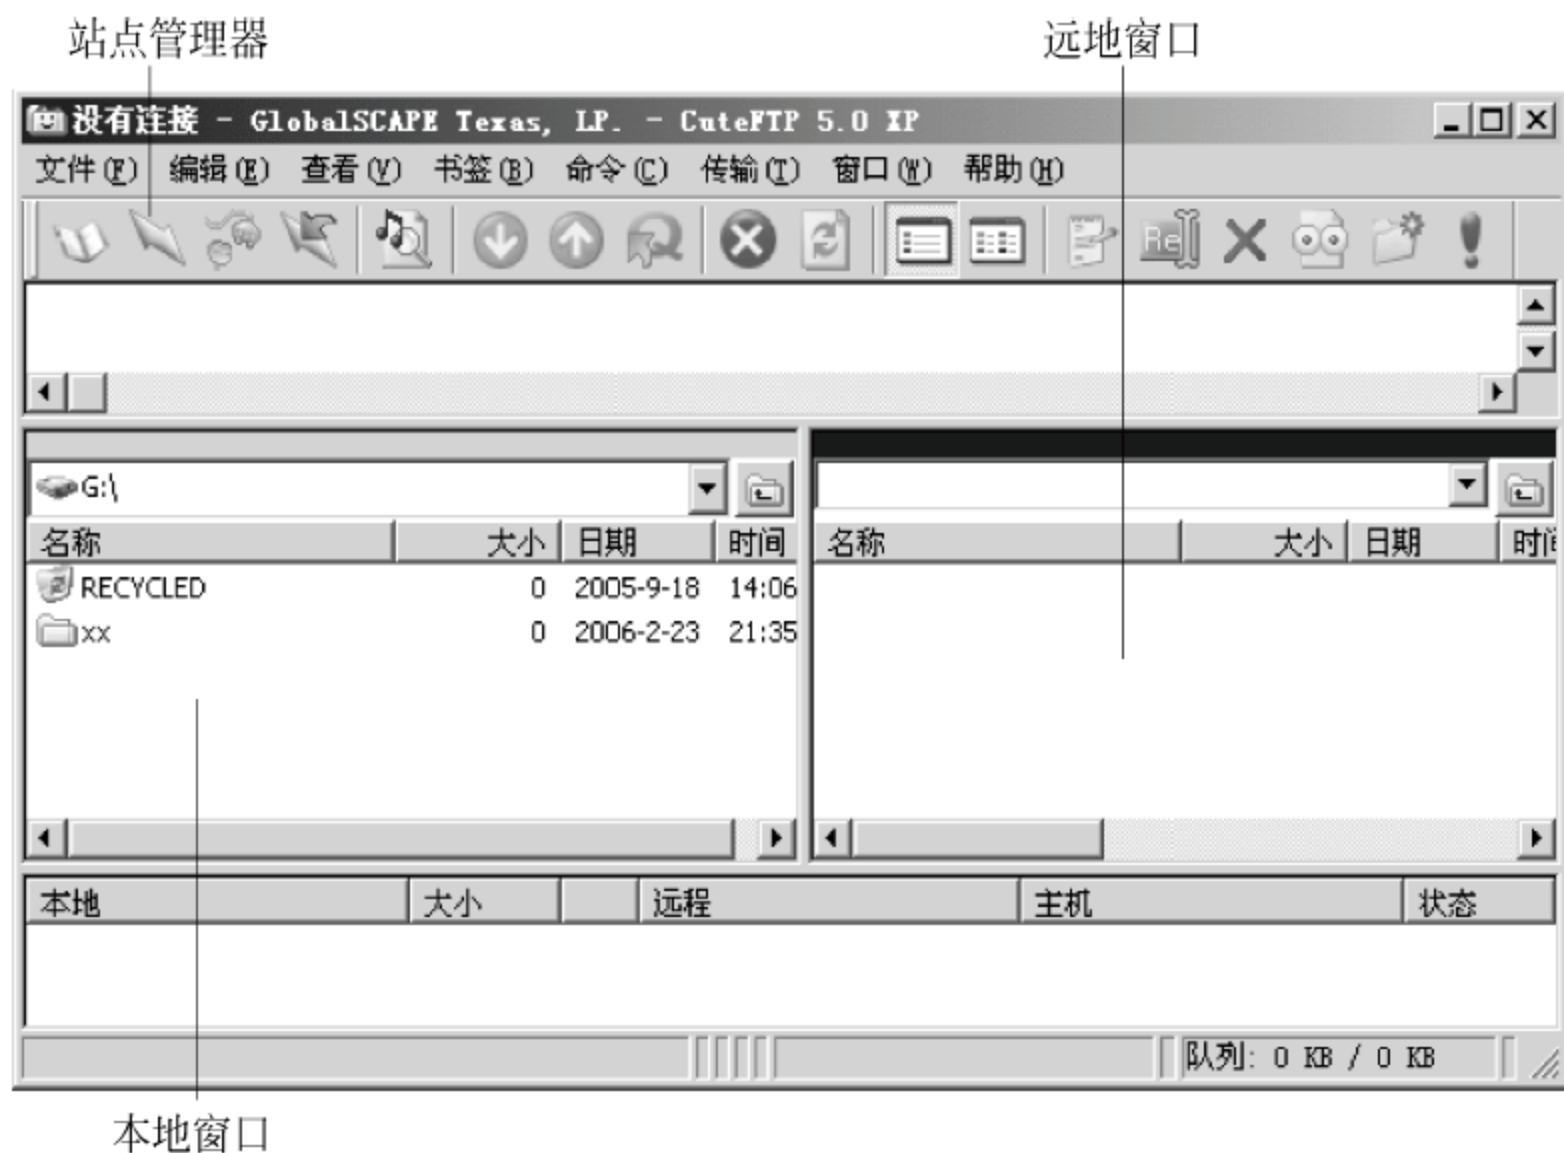 站点管理器 远地窗口
没有连接 - GlobalSCAPE Texas, LP. - CuteFTP 5.0 XP
文件(F) 编辑(E) 查看(V) 书签(B) 命令(C) 传输(T) 窗口(W) 帮助(H)
Re
G:\
名称 大小 日期 时间 名称 大小 日期 时间
RECYCLED 0 2005-9-18 14:06
xx 0 2006-2-23 21:35
本地 大小 远程 主机 状态
队列: 0 KB / 0 KB
本地窗口